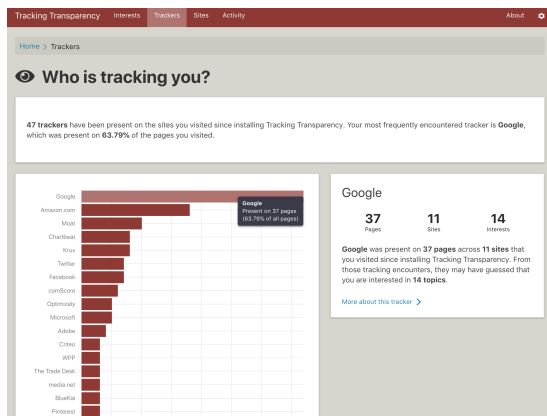 Tracking Transparency Interests Trackers Sites Activity About
Home > Trackers
Who is tracking you?
47 trackers have been present on the sites you visited since installing Tracking Transparency. Your most frequently encountered tracker is Google,
which was present on 63.79% of the pages you visited.
Google
Amazon.com
Moat
Chartbeat
Krux
Twitter
Facebook
comScore
Optimizely
Microsoft
Adobe
Criteo
WPP
The Trade Desk
media.net
BlueKai
Pinterest
Google
Present on 37 pages
(63.79% of all pages)
Google
37 11 14
Pages Sites Interests
Google was present on 37 pages across 11 sites that
you visited since installing Tracking Transparency. From
those tracking encounters, they may have guessed that
you are interested in 14 topics.
More about this tracker >